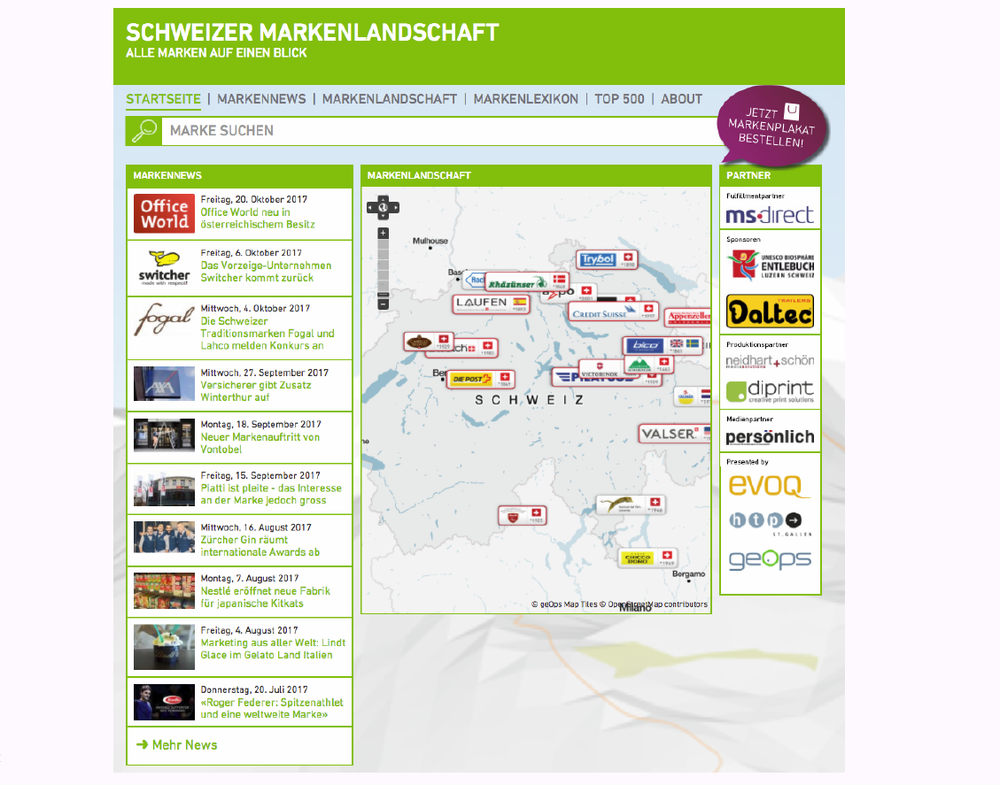 SCHWEIZER MARKENLANDSCHAFT
ALLE MARKEN AUF EINEN BLICK
STARTSEITE | MARKENNEWS | MARKENLANDSCHAFT | MARKENLEXIKON | TOP 500 | ABOUT
JETZT
MARKENPLAKAT
BESTELLEN!
MARKE SUCHEN
MARKENNEWS
Office
World
Freitag, 20. Oktober 2017
Office World neu in
österreichischem Besitz
switcher
made with respect
Freitag, 6. Oktober 2017
Das Vorzeige-Unternehmen
Switcher kommt zurück
fogal
Mittwoch, 4. Oktober 2017
Die Schweizer
Traditionsmarken Fogal und
Lahco melden Konkurs an
AXA
Mittwoch, 27. September 2017
Versicherer gibt Zusatz
Winterthur auf
Montag, 18. September 2017
Neuer Markenauftritt von
Vontobel
Freitag, 15. September 2017
Piatti ist pleite - das Interesse
an der Marke jedoch gross
Mittwoch, 16. August 2017
Zürcher Gin räumt
internationale Awards ab
Montag, 7. August 2017
Nestlé eröffnet neue Fabrik
für japanische Kitkats
Freitag, 4. August 2017
Marketing aus aller Welt: Lindt
Glace im Gelato Land Italien
Donnerstag, 20. Juli 2017
«Roger Federer: Spitzenathlet
und eine weltweite Marke»
➜ Mehr News
MARKENLANDSCHAFT
Mulhouse
Trybol
Rhäzünser
LAUFEN
CREDIT SUISSE
Appenzeller
bico
VICTORINOX
DIE POST
SCHWEIZ
VALSER
CHICCO
D'ORO
Bergamo
Milano
© geOps Map Tiles © OpenStreetMap contributors
PARTNER
Fulfillmentpartner
ms.direct
Sponsoren
UNESCO BIOSPHÄRE
ENTLEBUCH
LUZERN SCHWEIZ
TRAILERS
Daltec
Produktionspartner
neidhart+schön
diprint
creative print solutions
Medienpartner
persönlich
Presented by
evoq
htp
ST.GALLEN
geOps